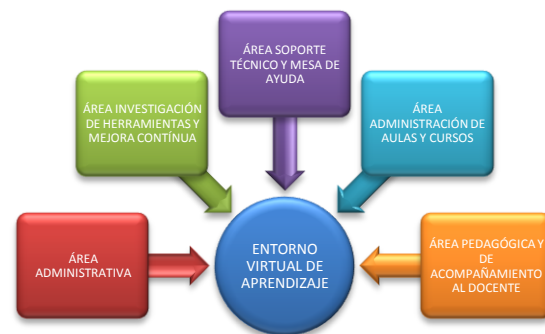 ÁREA SOPORTE
TÉCNICO Y MESA DE
AYUDA
ÁREA INVESTIGACIÓN
DE HERRAMIENTAS Y
MEJORA CONTÍNUA
ÁREA
ADMINISTRACIÓN DE
AULAS Y CURSOS
ÁREA
ADMINISTRATIVA
ENTORNO
VIRTUAL DE
APRENDIZAJE
ÁREA PEDAGÓGICA Y
DE
ACOMPAÑAMIENTO
AL DOCENTE